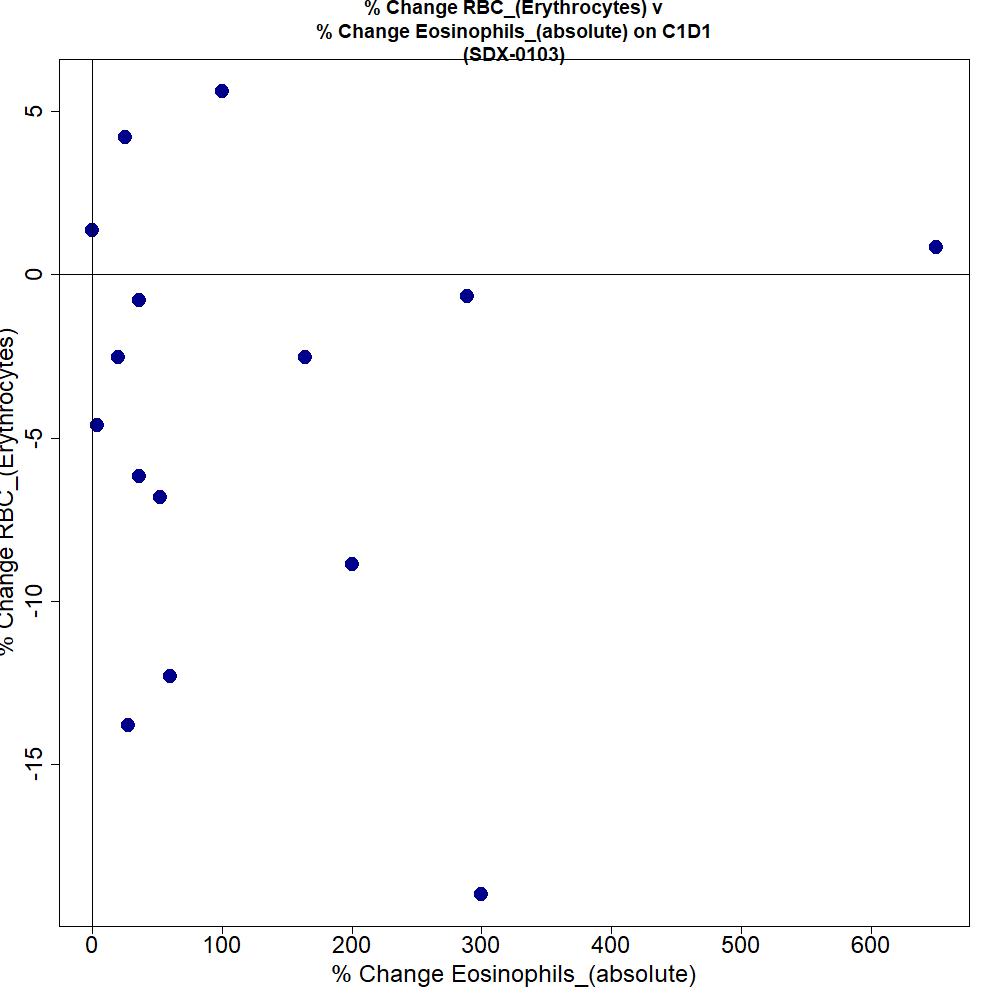 % Change RBC_(Erythrocytes) v
% Change Eosinophils_(absolute) on C1D1
(SDX-0103)
% Change RBC_(Erythrocytes)
5
0
-5
-10
-15
0 100 200 300 400 500 600
% Change Eosinophils_(absolute)